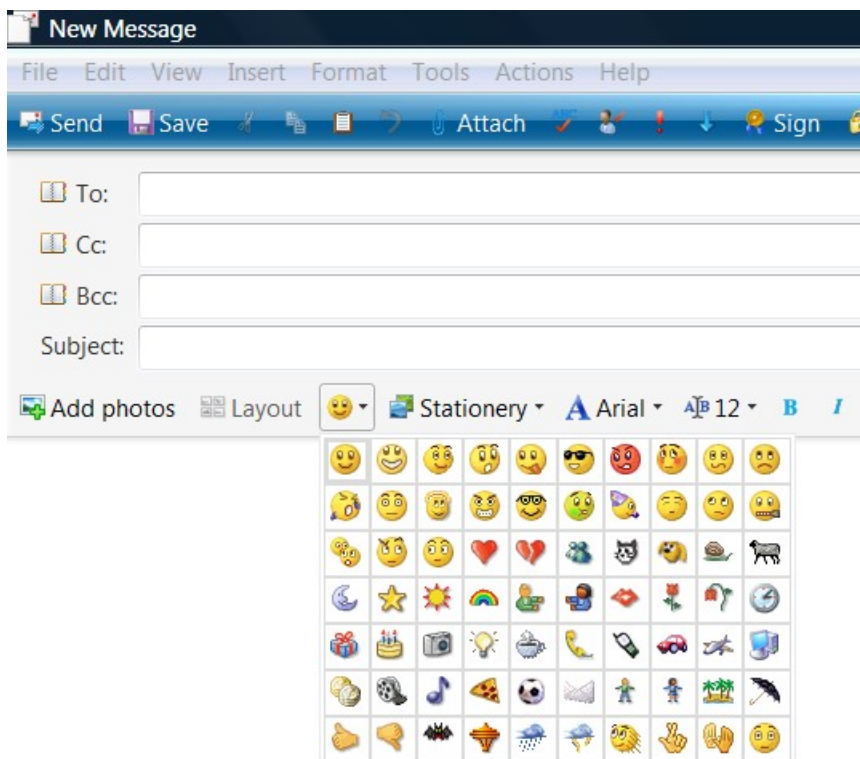 New Message
File Edit View Insert Format Tools Actions Help
Send Save Attach ABC Sign
To:
Cc:
Bcc:
Subject:
Add photos Layout Stationery Arial 12 B I